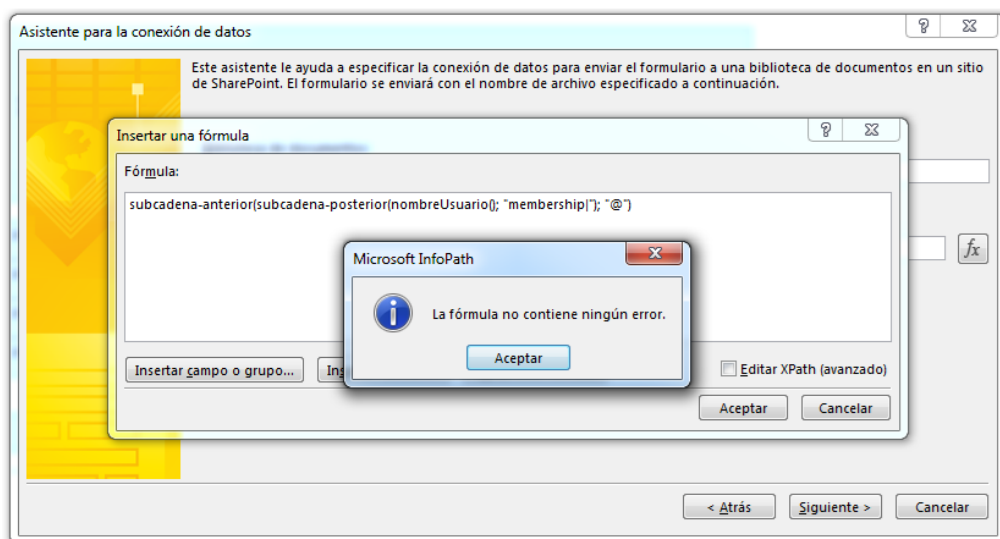 Asistente para la conexión de datos
Este asistente le ayuda a especificar la conexión de datos para enviar el formulario a una biblioteca de documentos en un sitio
de SharePoint. El formulario se enviará con el nombre de archivo especificado a continuación.
Insertar una fórmula
Fórmula:
subcadena-anterior(subcadena-posterior(nombreUsuario(); "membership|"); "@")
Microsoft InfoPath
La fórmula no contiene ningún error.
Aceptar
Insertar campo o grupo...
Editar XPath (avanzado)
Aceptar
Cancelar
fx
< Atrás
Siguiente >
Cancelar